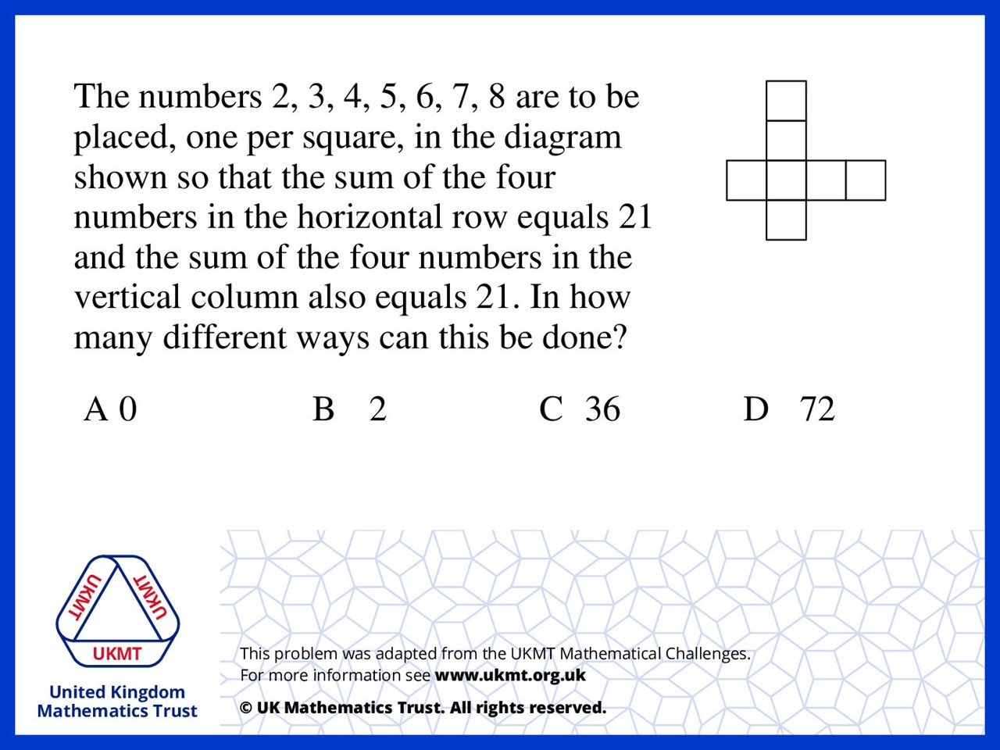 The numbers 2, 3, 4, 5, 6, 7, 8 are to be
placed, one per square, in the diagram
shown so that the sum of the four
numbers in the horizontal row equals 21
and the sum of the four numbers in the
vertical column also equals 21. In how
many different ways can this be done?
A 0 B 2 C 36 D 72
UKMT UKMT
UKMT
United Kingdom
Mathematics Trust
This problem was adapted from the UKMT Mathematical Challenges.
For more information see www.ukmt.org.uk
© UK Mathematics Trust. All rights reserved.